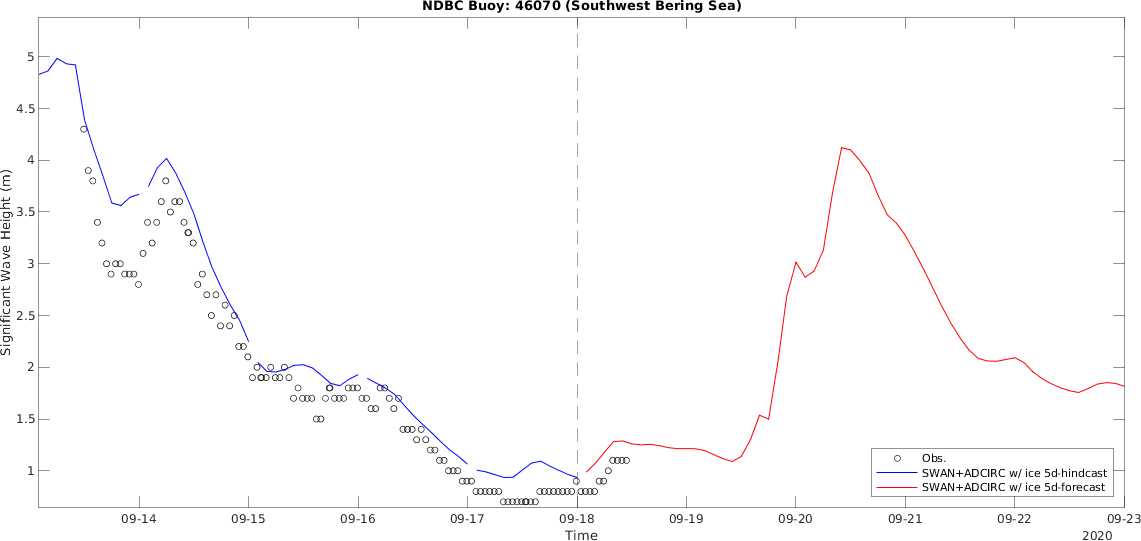 NDBC Buoy: 46070 (Southwest Bering Sea)
Significant Wave Height (m)
5
4.5
4
3.5
3
2.5
2
1.5
1
Obs.
SWAN+ADCIRC w/ ice 5d-hindcast
SWAN+ADCIRC w/ ice 5d-forecast
09-14 09-15 09-16 09-17 09-18 09-19 09-20 09-21 09-22 09-23
Time 2020